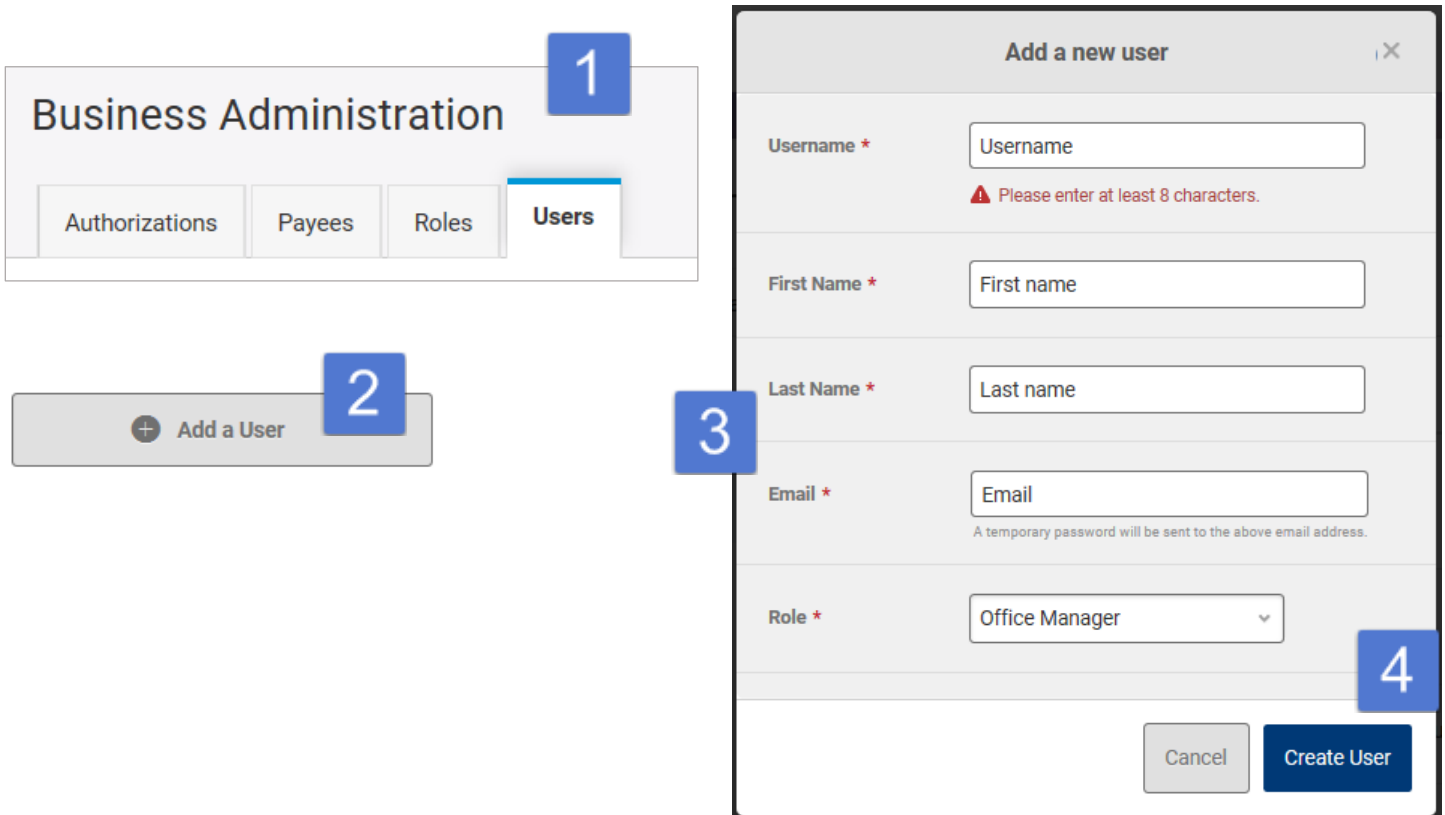 1
Business Administration
Authorizations Payees Roles Users
2
Add a User
3
Add a new user
Username * Username
Please enter at least 8 characters.
First Name * First name
Last Name * Last name
Email * Email
A temporary password will be sent to the above email address.
Role * Office Manager
4
Cancel Create User